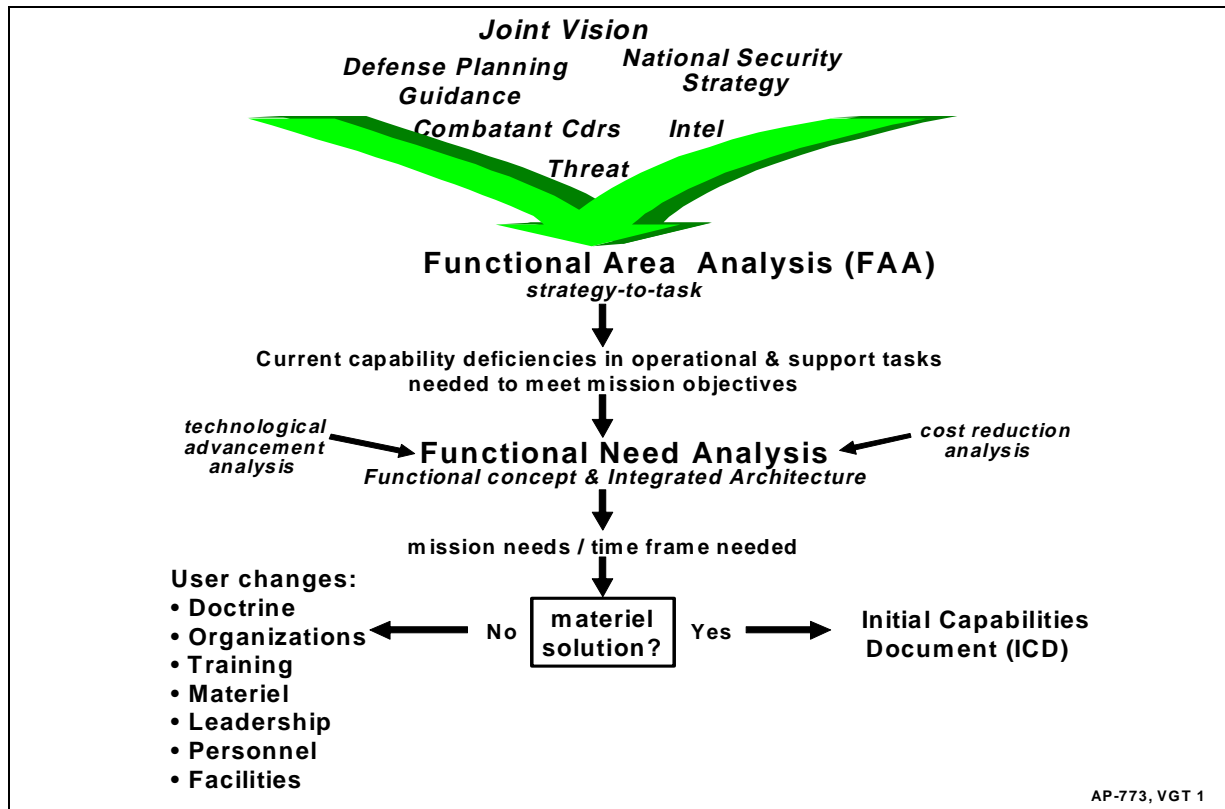 Joint Vision
Defense Planning
Guidance
National Security
Strategy
Combatant Cdrs
Intel
Threat
Functional Area Analysis (FAA)
strategy-to-task
Current capability deficiencies in operational & support tasks
needed to meet mission objectives
technological
advancement
analysis
Functional Need Analysis
Functional concept & Integrated Architecture
cost reduction
analysis
mission needs / time frame needed
User changes:
• Doctrine
• Organizations
• Training
• Materiel
• Leadership
• Personnel
• Facilities
No
materiel
solution?
Yes
Initial Capabilities
Document (ICD)
AP-773, VGT 1